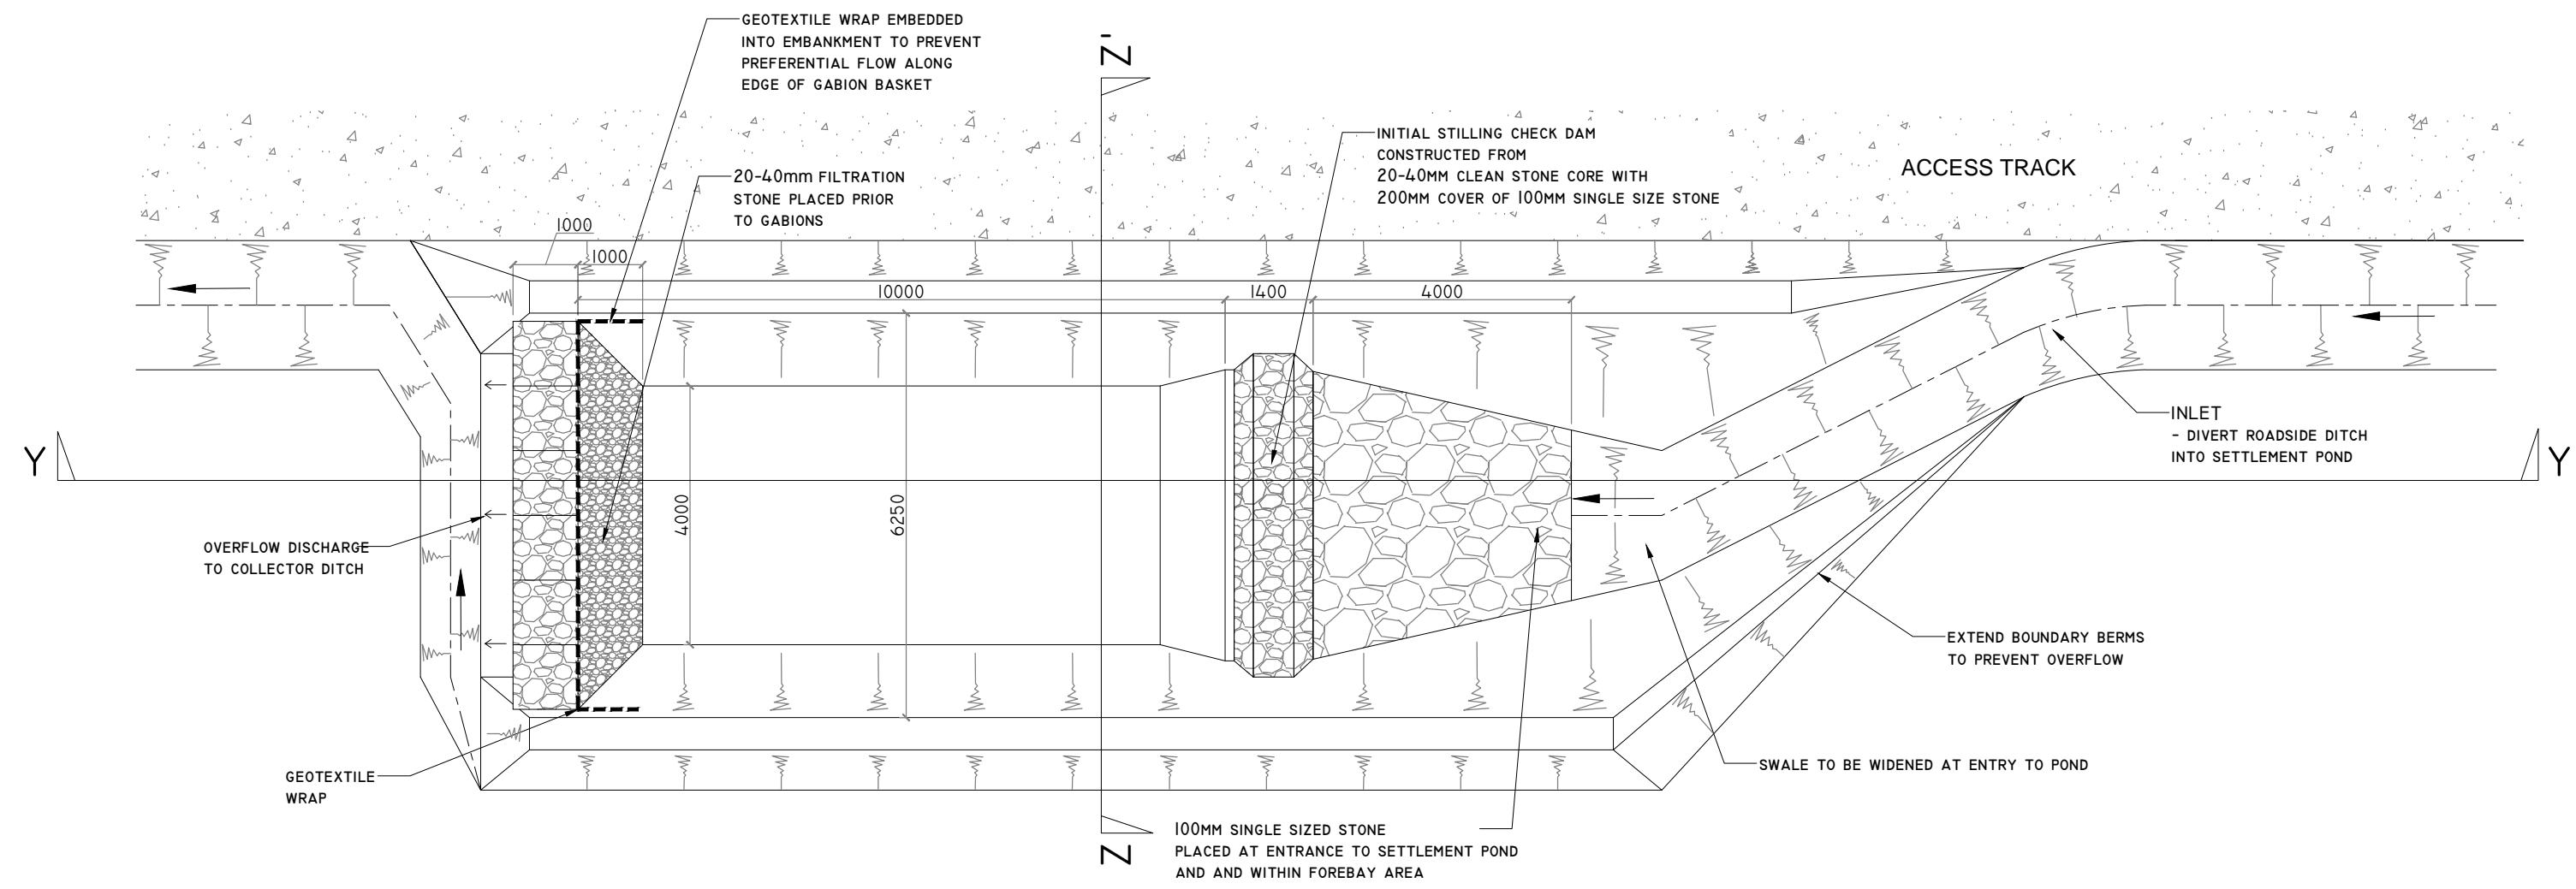 GEOTEXTILE WRAP EMBEDDED
INTO EMBANKMENT TO PREVENT
PREFERENTIAL FLOW ALONG
EDGE OF GABION BASKET
Z
INITIAL STILLING CHECK DAM
CONSTRUCTED FROM
20-40MM CLEAN STONE CORE WITH
200MM COVER OF 100MM SINGLE SIZE STONE
ACCESS TRACK
20-40mm FILTRATION
STONE PLACED PRIOR
TO GABIONS
1000
1000
10000
1400
4000
INLET
- DIVERT ROADSIDE DITCH
INTO SETTLEMENT POND
Y
Y
4000
6250
OVERFLOW DISCHARGE
TO COLLECTOR DITCH
EXTEND BOUNDARY BERMS
TO PREVENT OVERFLOW
SWALE TO BE WIDENED AT ENTRY TO POND
GEOTEXTILE
WRAP
Z
100MM SINGLE SIZED STONE
PLACED AT ENTRANCE TO SETTLEMENT POND
AND AND WITHIN FOREBAY AREA